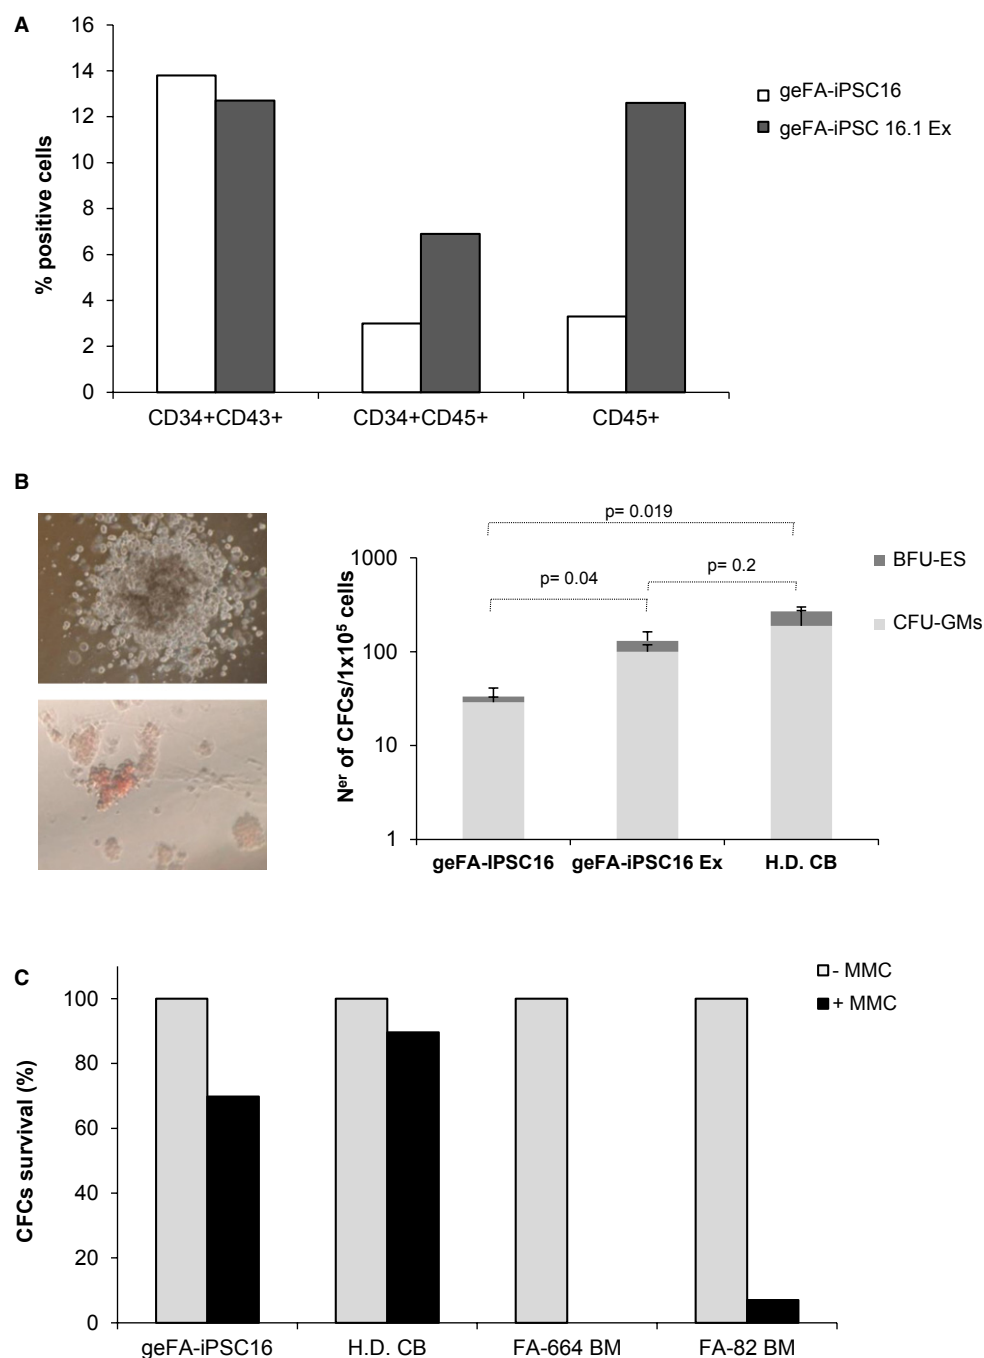 A
16
14
12
10
8
6
4
2
0
% positive cells
CD34+CD43+ CD34+CD45+ CD45+
geFA-iPSC16
geFA-iPSC 16.1 Ex
B
p= 0.019
p= 0.04
p= 0.2
1000
100
10
1
Nᵉʳ of CFCs/1x10⁵ cells
geFA-IPSC16 geFA-iPSC16 Ex H.D. CB
BFU-ES
CFU-GMs
C
100
80
60
40
20
0
CFCs survival (%)
geFA-iPSC16 H.D. CB FA-664 BM FA-82 BM
- MMC
+ MMC